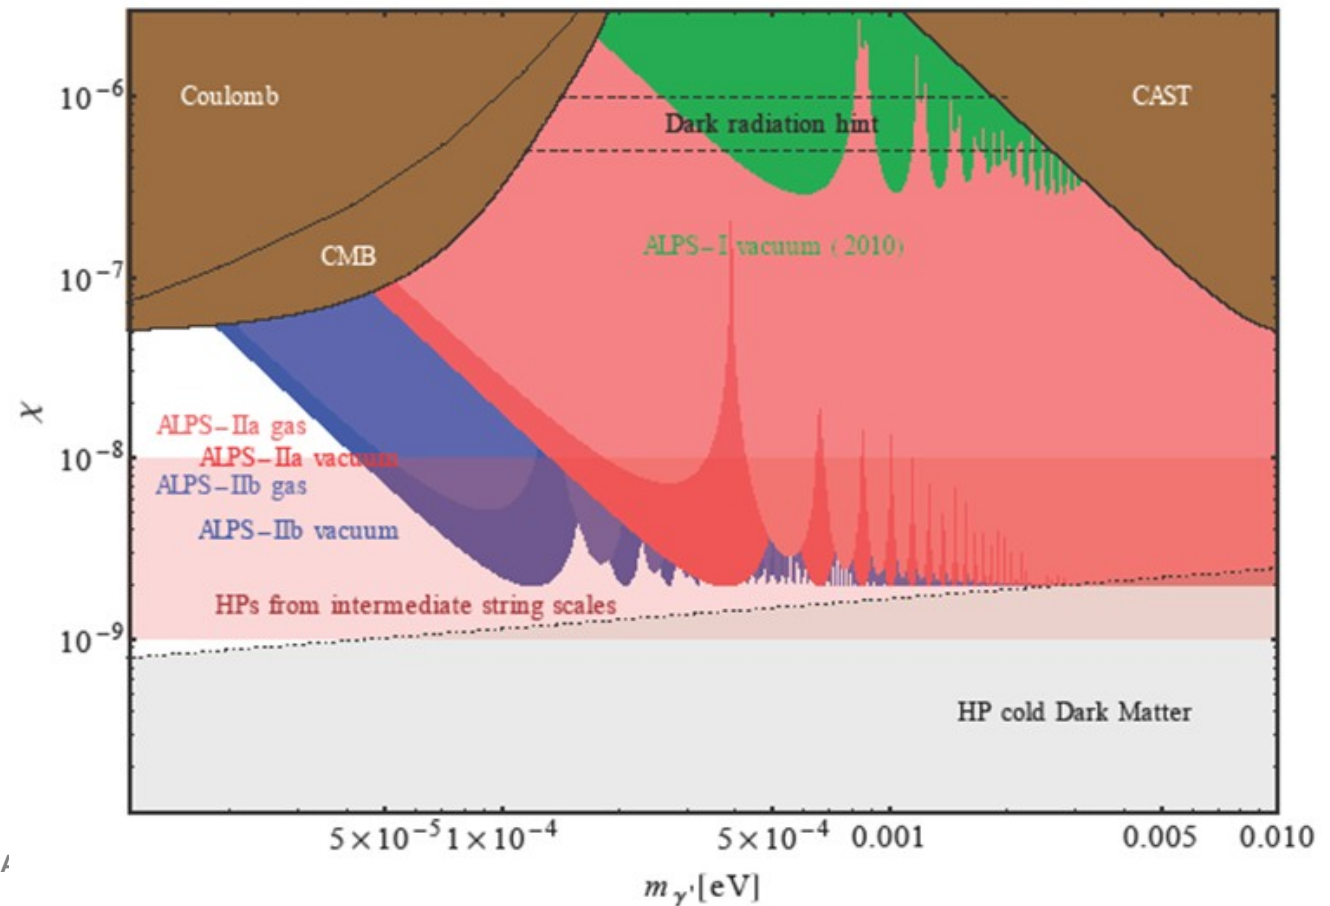 Coulomb
CAST
10⁻⁶
Dark radiation hint
ALPS-I vacuum (2010)
CMB
10⁻⁷
χ
ALPS-IIa gas
ALPS-IIa vacuum
10⁻⁸
ALPS-IIb gas
ALPS-IIb vacuum
HPs from intermediate string scales
10⁻⁹
HP cold Dark Matter
5×10⁻⁵ 1×10⁻⁴ 5×10⁻⁴ 0.001 0.005 0.010
mᵧ' [eV]